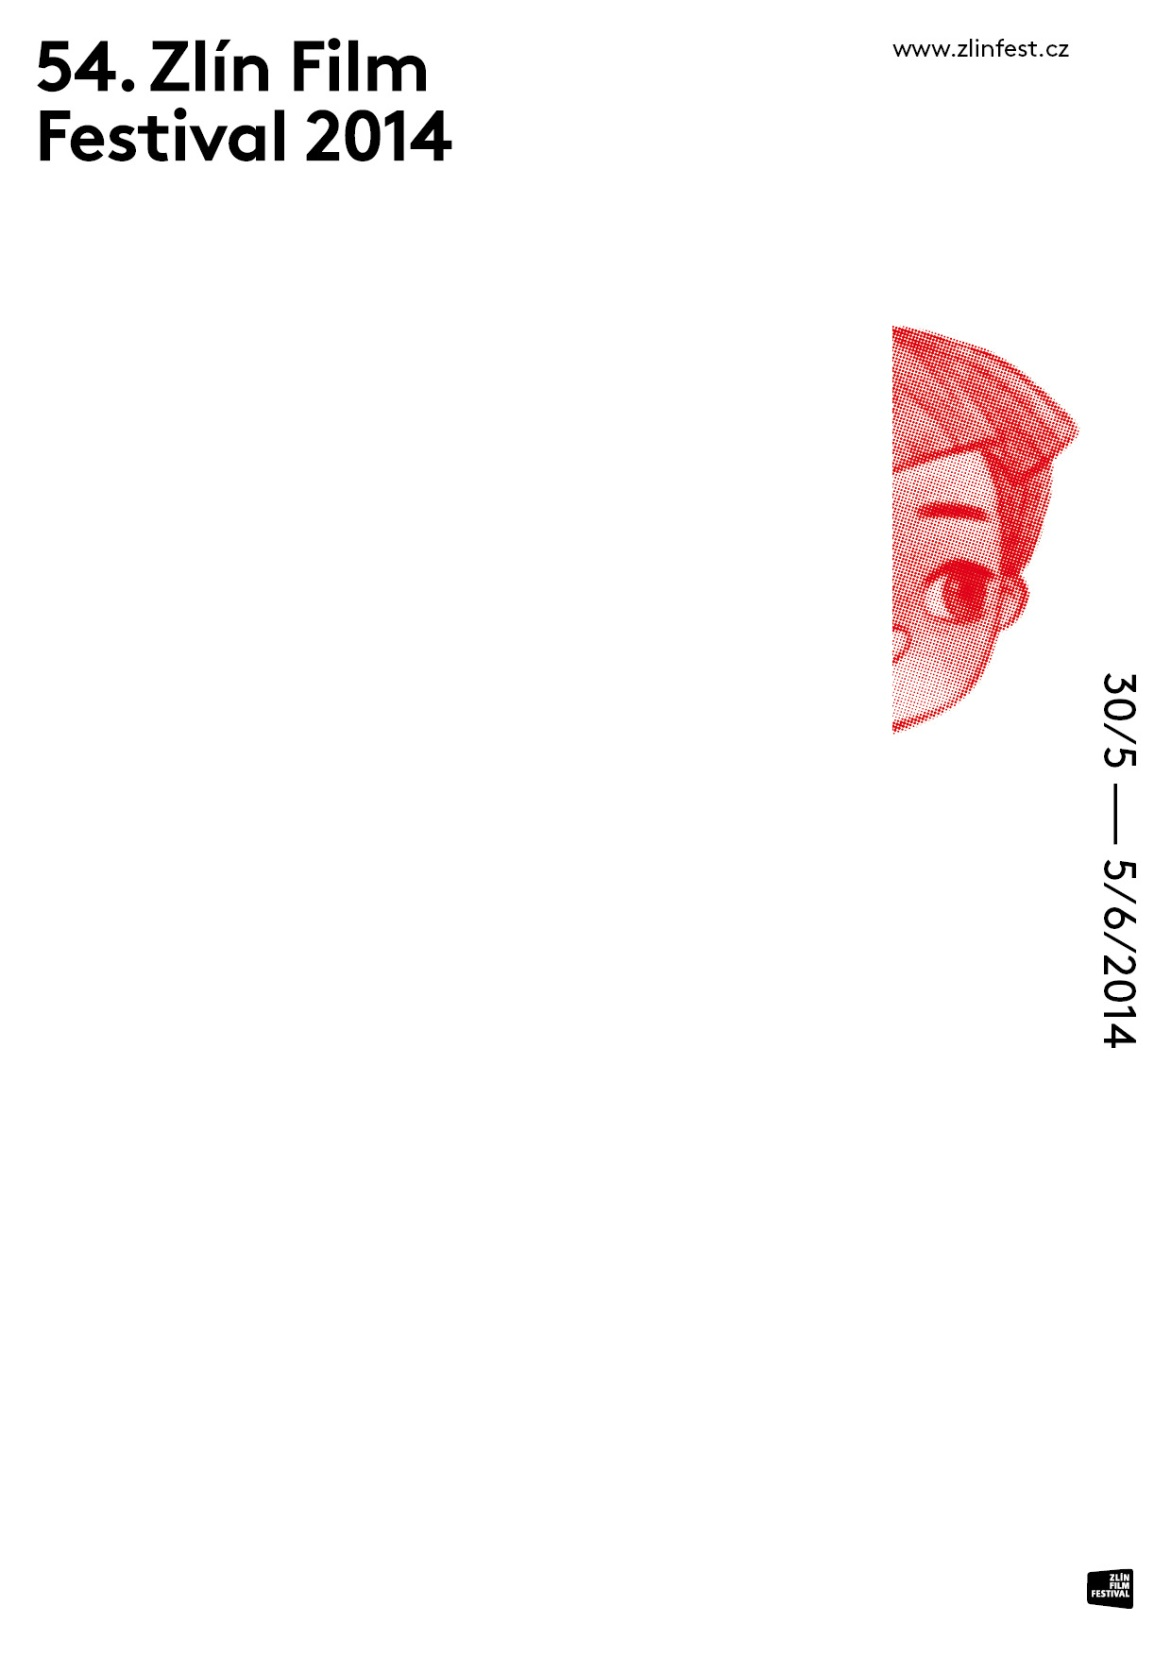 54. Zlín Film
Festival 2014
www.zlinfest.cz
30/5 — 5/6/2014
ZLÍN
FILM
FESTIVAL